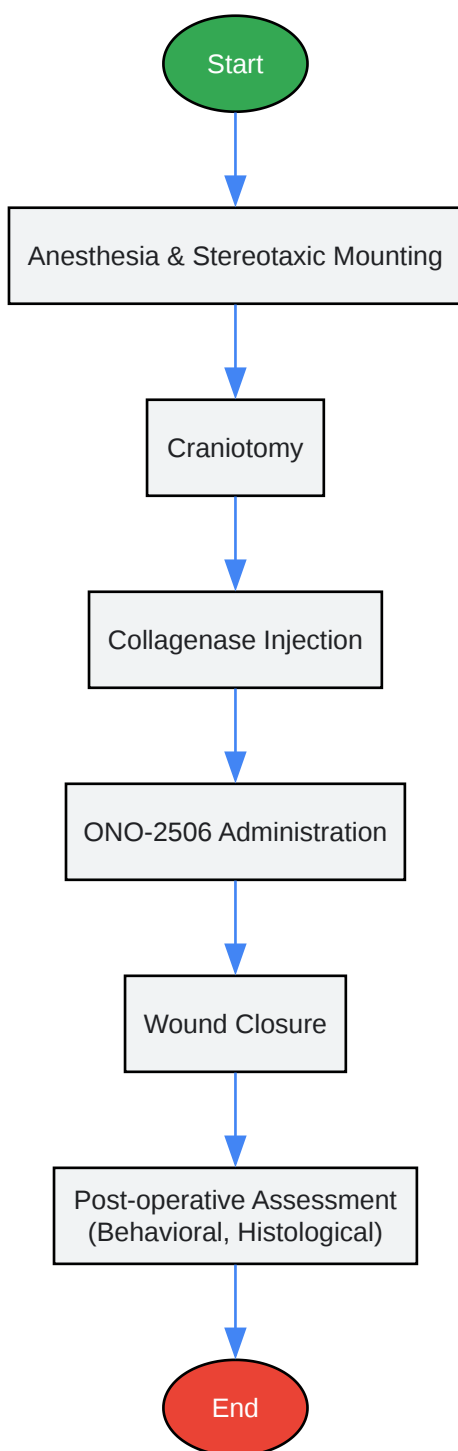 Start
Anesthesia & Stereotaxic Mounting
Craniotomy
Collagenase Injection
ONO-2506 Administration
Wound Closure
Post-operative Assessment
(Behavioral, Histological)
End